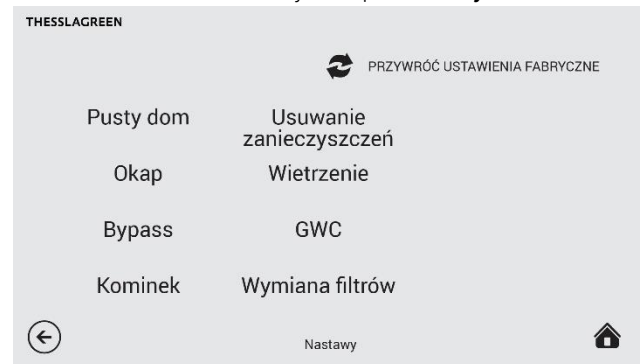 THESSLAGREEN
PRZYWRÓĆ USTAWIENIA FABRYCZNE
Pusty dom
Usuwanie
zanieczyszczeń
Okap
Wietrzenie
Bypass
GWC
Kominek
Wymiana filtrów
Nastawy